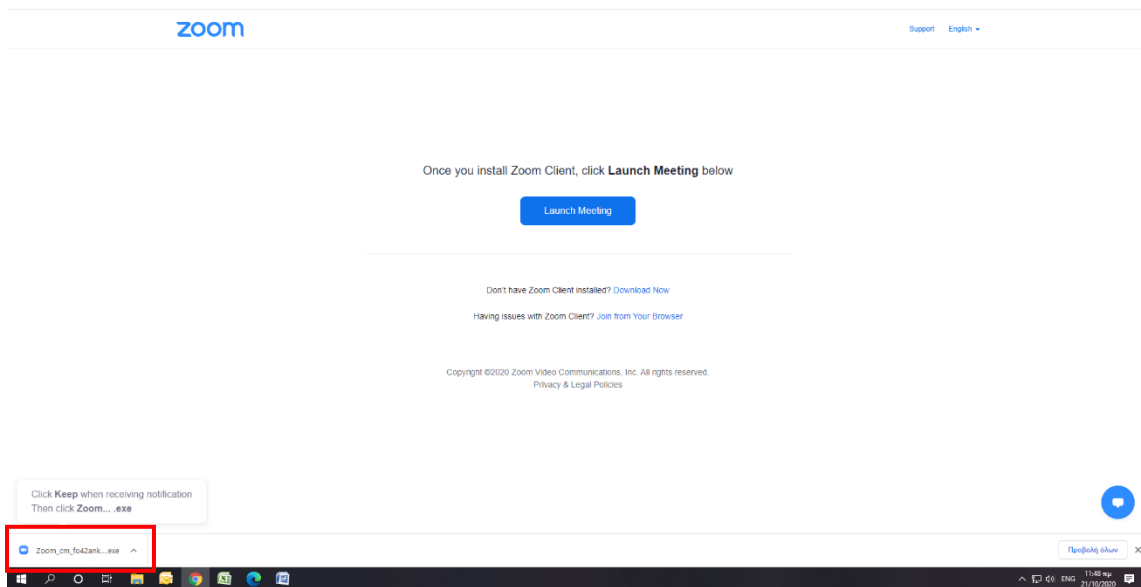 zoom
Support English
Once you install Zoom Client, click Launch Meeting below
Launch Meeting
Don't have Zoom Client installed? Download Now
Having issues with Zoom Client? Join from Your Browser
Copyright ©2020 Zoom Video Communications, Inc. All rights reserved.
Privacy & Legal Policies
Click Keep when receiving notification
Then click Zoom... .exe
Zoom_cm_fo42ank....exe
Προβολή όλων
ENG
11:48 πμ
21/10/2020